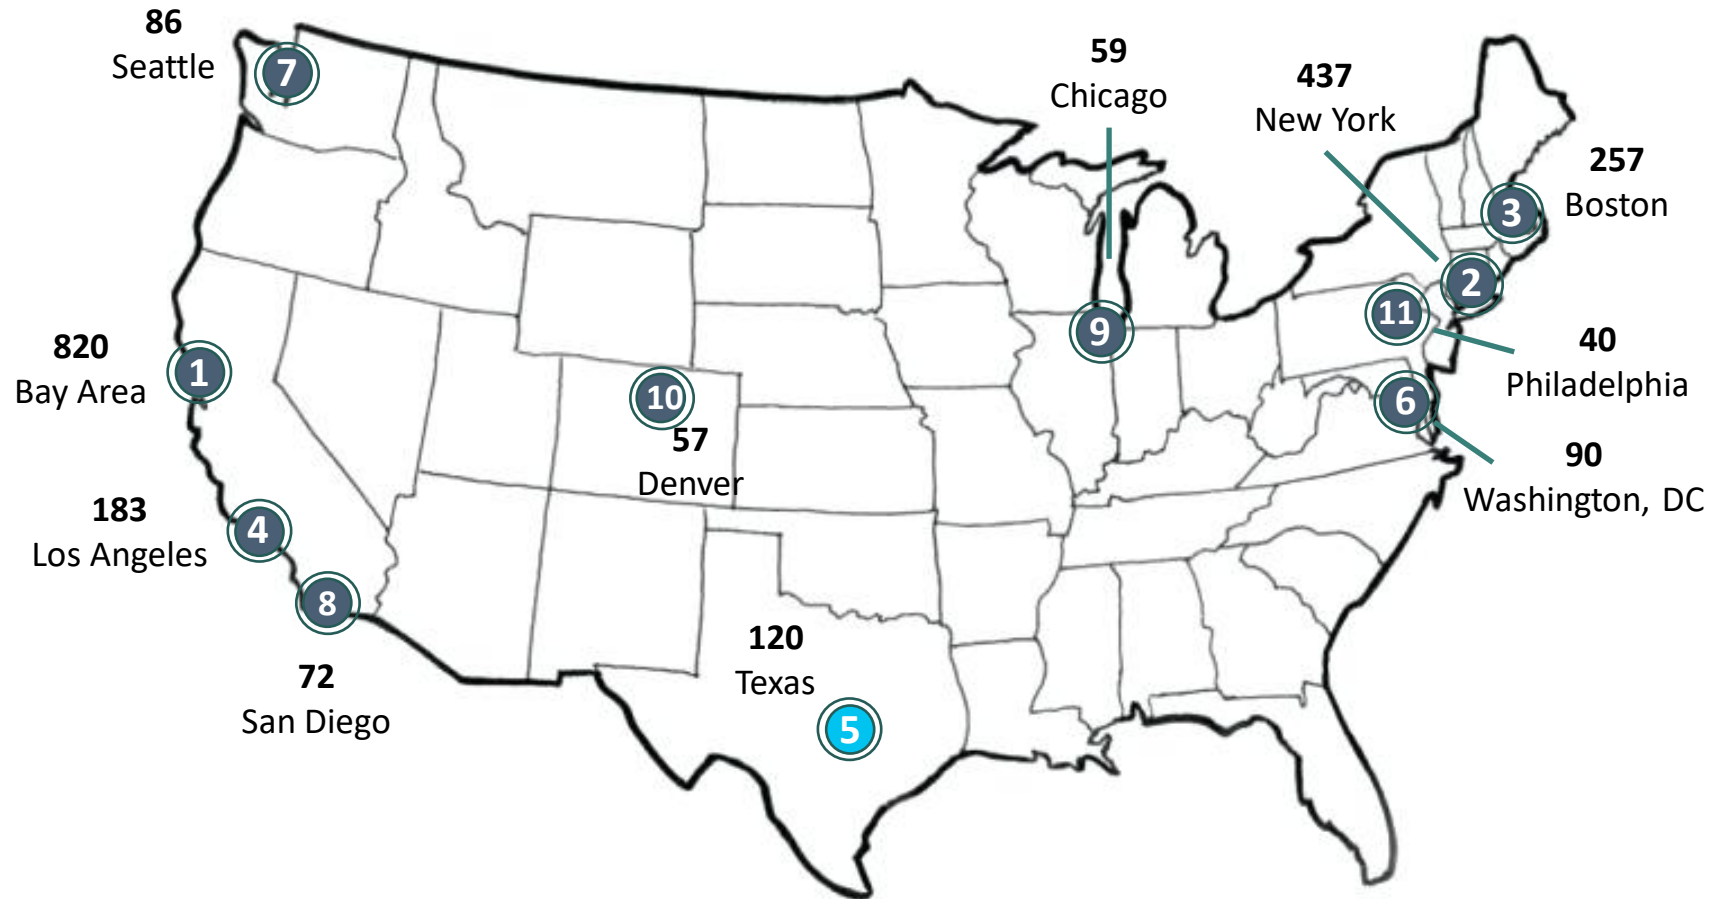 86
Seattle
7
59
Chicago
437
New York
257
Boston
3
2
11
9
820
Bay Area
1
40
Philadelphia
10
57
Denver
6
90
Washington, DC
183
Los Angeles
4
8
72
San Diego
120
Texas
5